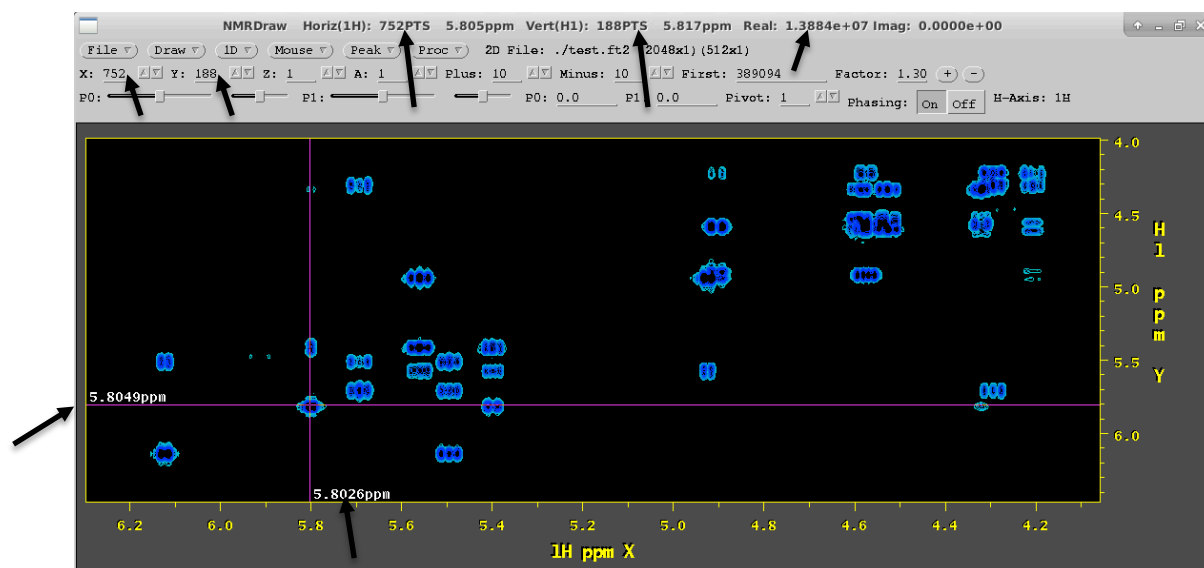 NMRDraw Horiz(1H): 752PTS 5.805ppm Vert(H1): 188PTS 5.817ppm Real: 1.3884e+07 Imag: 0.0000e+00
File Draw 1D Mouse Peak Proc 2D File: ./test.ft2 (2048x1)(512x1)
X: 752 Y: 188 Z: 1 A: 1 Plus: 10 Minus: 10 First: 389094 Factor: 1.30 + -
P0: P1: P0: 0.0 P1 0.0 Pivot: 1 Phasing: On Off H-Axis: 1H
4.0
4.5
5.0
5.5
6.0
H1 ppm Y
5.8049ppm
5.8026ppm
6.2 6.0 5.8 5.6 5.4 5.2 5.0 4.8 4.6 4.4 4.2
1H ppm X